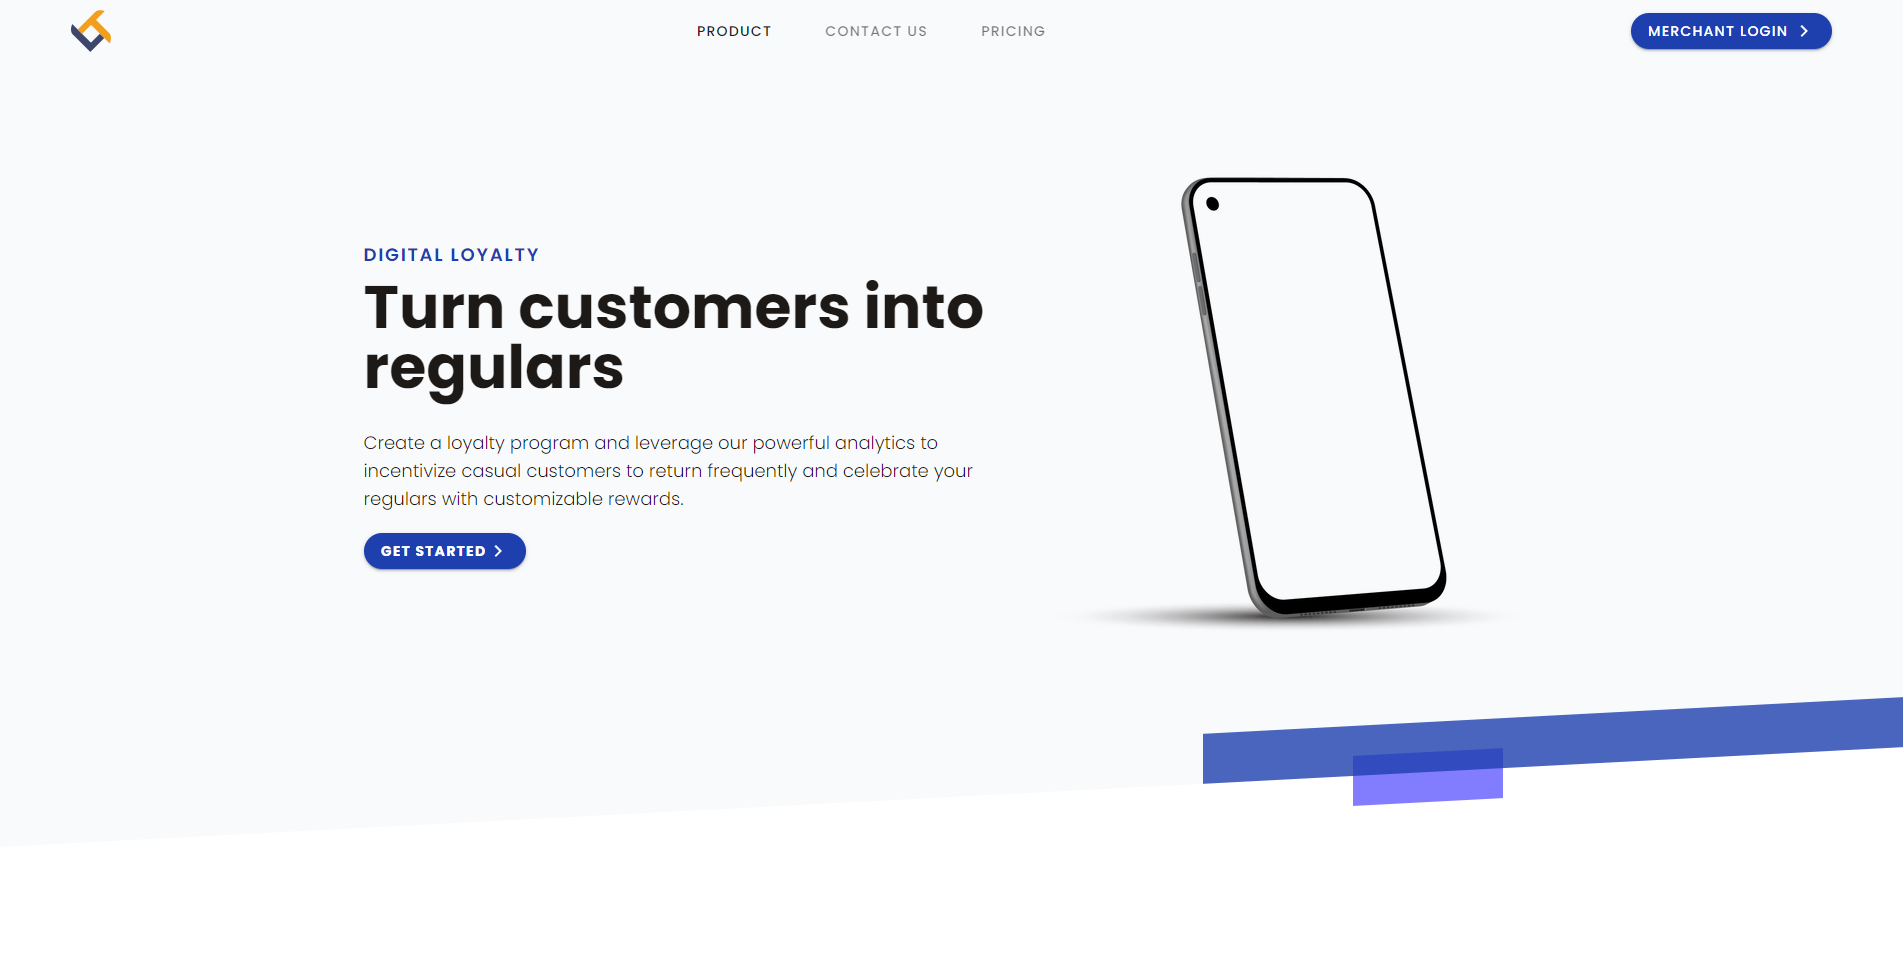 PRODUCT
CONTACT US
PRICING
MERCHANT LOGIN
DIGITAL LOYALTY
Turn customers into
regulars
Create a loyalty program and leverage our powerful analytics to
incentivize casual customers to return frequently and celebrate your
regulars with customizable rewards.
GET STARTED